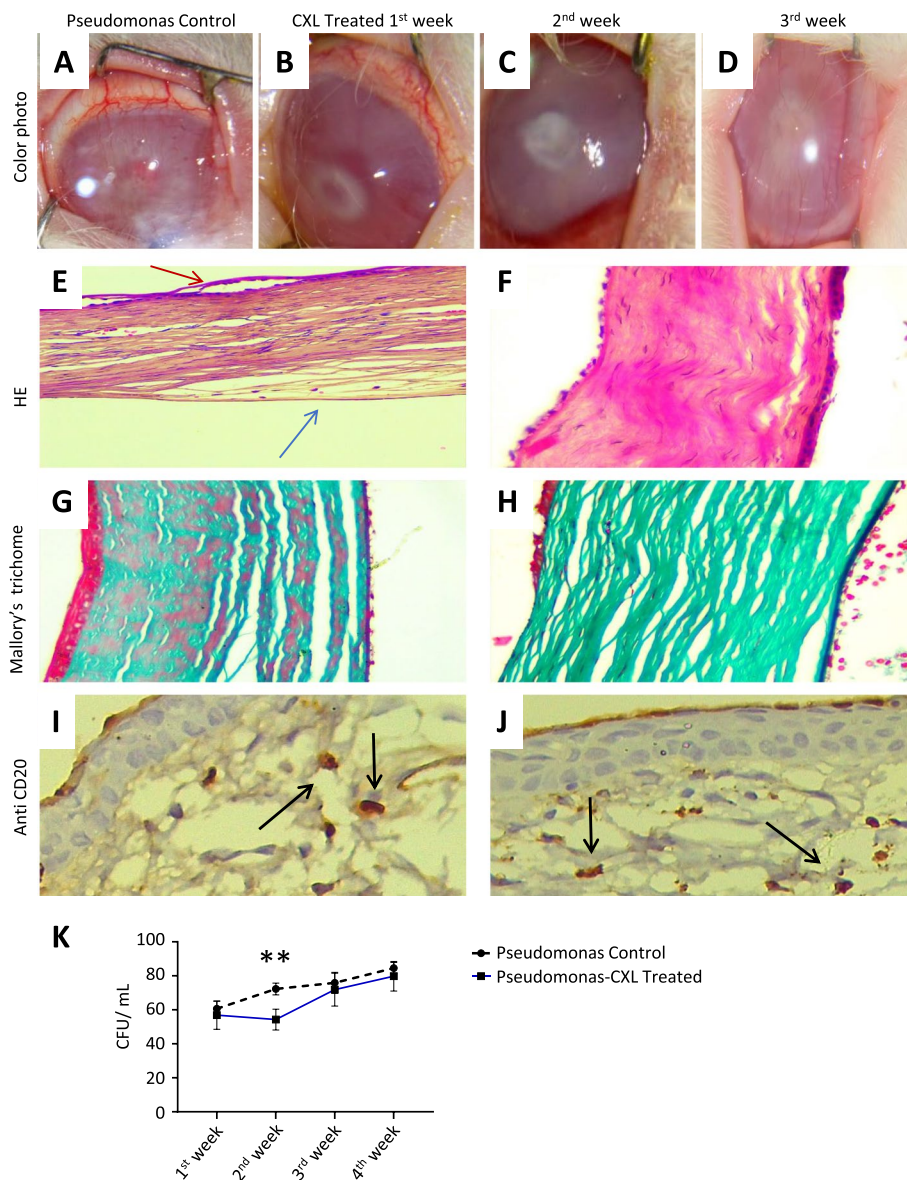 Pseudomonas Control
CXL Treated 1st week
2nd week
3rd week
Color photo
A
B
C
D
HE
E
F
Mallory's trichome
G
H
Anti CD20
I
J
K
CFU/ mL
100
80
60
40
20
0
**
1st week
2nd week
3rd week
4th week
Pseudomonas Control
Pseudomonas-CXL Treated